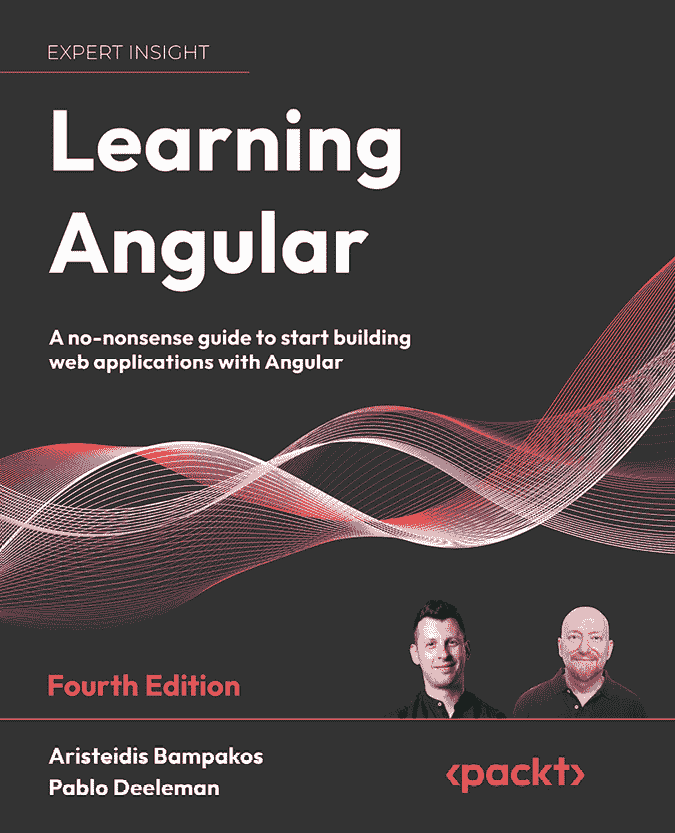 EXPERT INSIGHT
Learning
Angular
A no-nonsense guide to start building
web applications with Angular
Fourth Edition
Aristeidis Bampakos
Pablo Deeleman
<packt>